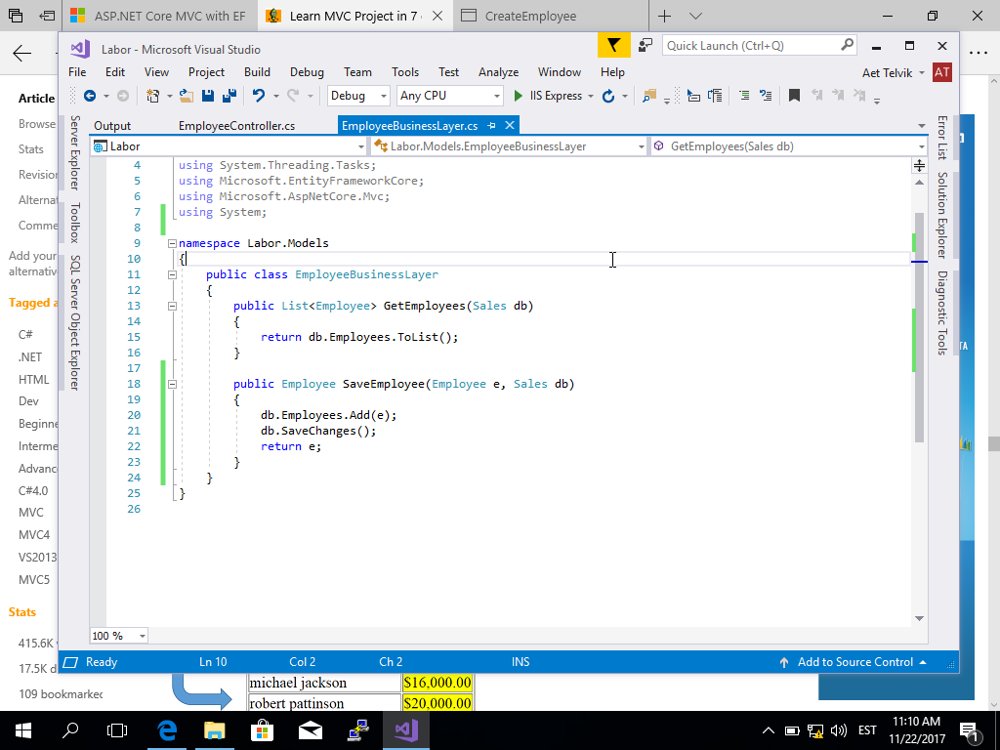 ASP.NET Core MVC with EF
Learn MVC Project in 7
CreateEmployee
Article
Browse
Stats
Revision
Alterna
Comme
Add your
alternativ
Tagged a
C#
.NET
HTML
Dev
Beginne
Interme
Advanc
C#4.0
MVC
MVC4
VS2013
MVC5
Stats
415.6K
17.5K d
109 bookmarked
Labor - Microsoft Visual Studio
Quick Launch (Ctrl+Q)
File Edit View Project Build Debug Team Tools Test Analyze Window Help
Aet Telvik
AT
Debug
Any CPU
IIS Express
Server Explorer
Toolbox
SQL Server Object Explorer
Output
EmployeeController.cs
EmployeeBusinessLayer.cs
Labor
Labor.Models.EmployeeBusinessLayer
GetEmployees(Sales db)
4 using System.Threading.Tasks;
5 using Microsoft.EntityFrameworkCore;
6 using Microsoft.AspNetCore.Mvc;
7 using System;
8
9 namespace Labor.Models
10 {
11 public class EmployeeBusinessLayer
12 {
13 public List<Employee> GetEmployees(Sales db)
14 {
15 return db.Employees.ToList();
16 }
17
18 public Employee SaveEmployee(Employee e, Sales db)
19 {
20 db.Employees.Add(e);
21 db.SaveChanges();
22 return e;
23 }
24 }
25 }
26
100 %
Error List
Solution Explorer
Diagnostic Tools
TA
Ready
Ln 10
Col 2
Ch 2
INS
Add to Source Control
michael jackson $16,000.00
robert pattinson $20,000.00
EST
11:10 AM
11/22/2017
1